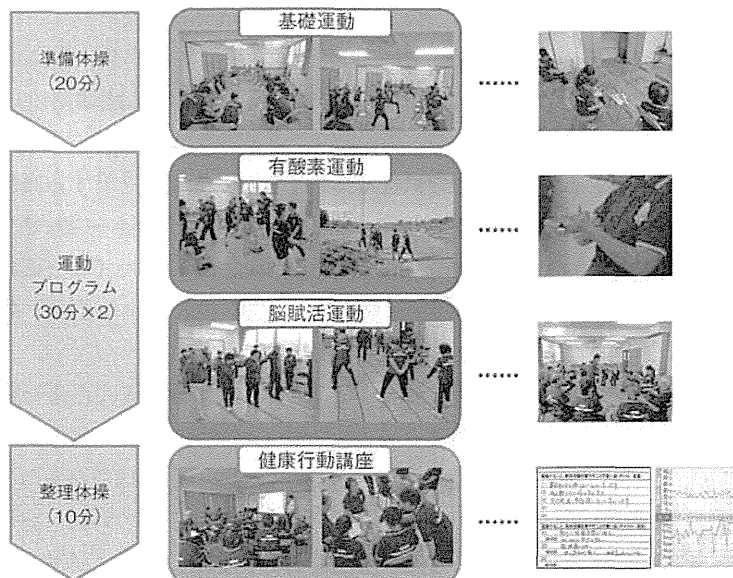 準備体操
(20分)
基礎運動
……
有酸素運動
……
運動
プログラム
(30分×2)
脳賦活運動
……
整理体操
(10分)
健康行動講座
……